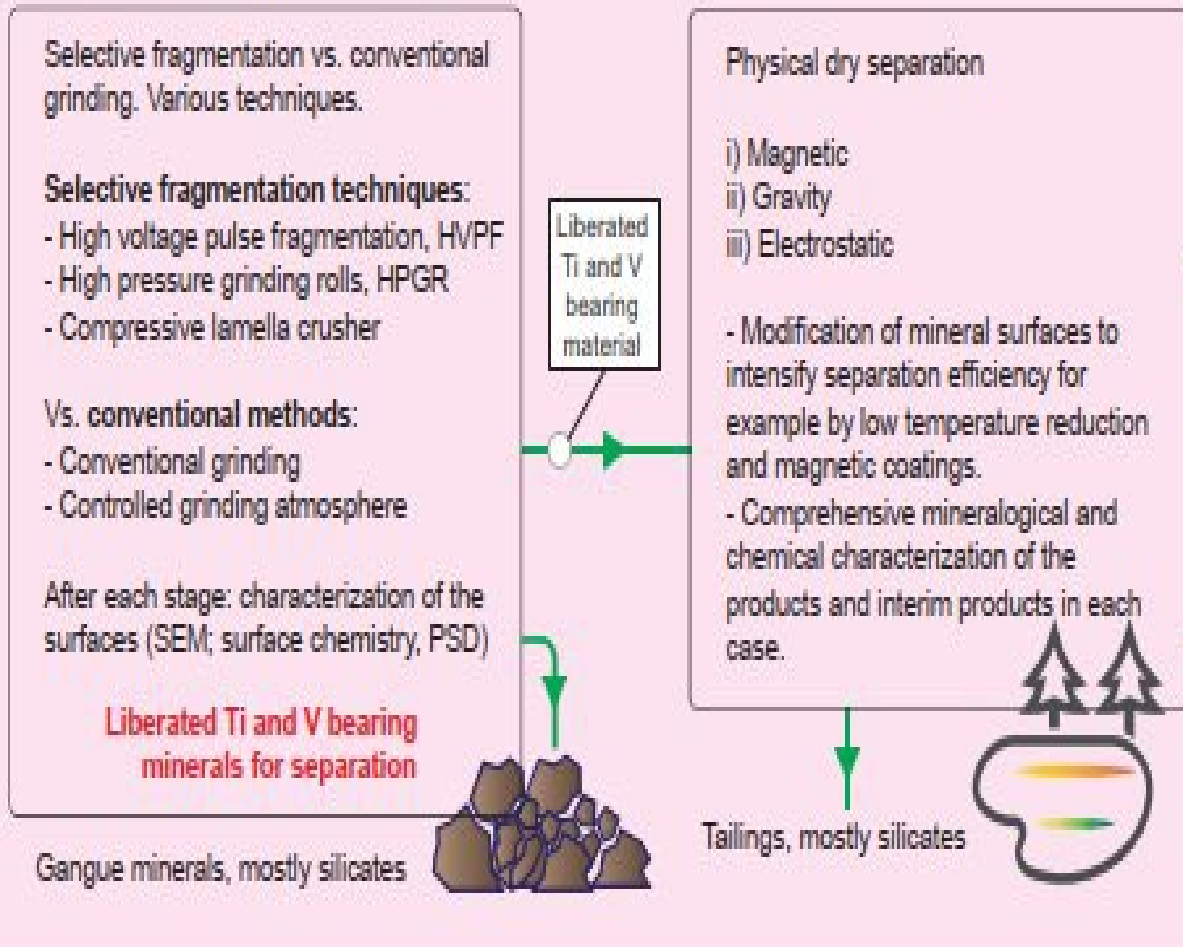 Selective fragmentation vs. conventional
grinding. Various techniques.
Selective fragmentation techniques:
- High voltage pulse fragmentation, HVPF
- High pressure grinding rolls, HPGR
- Compressive lamella crusher
Vs. conventional methods:
- Conventional grinding
- Controlled grinding atmosphere
After each stage: characterization of the
surfaces (SEM; surface chemistry, PSD)
Liberated Ti and V bearing
minerals for separation
Gangue minerals, mostly silicates
Liberated
Ti and V
bearing
material
Physical dry separation
i) Magnetic
ii) Gravity
iii) Electrostatic
- Modification of mineral surfaces to
intensify separation efficiency for
example by low temperature reduction
and magnetic coatings.
- Comprehensive mineralogical and
chemical characterization of the
products and interim products in each
case.
Tailings, mostly silicates